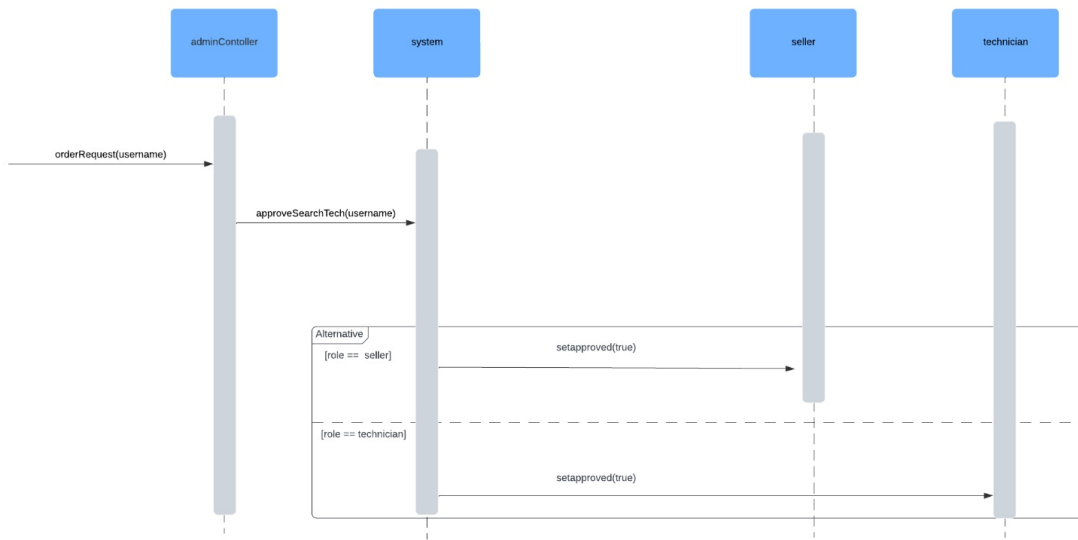 adminContoller
system
seller
technician
orderRequest(username)
approveSearchTech(username)
Alternative
[role == seller]
setapproved(true)
[role == technician]
setapproved(true)